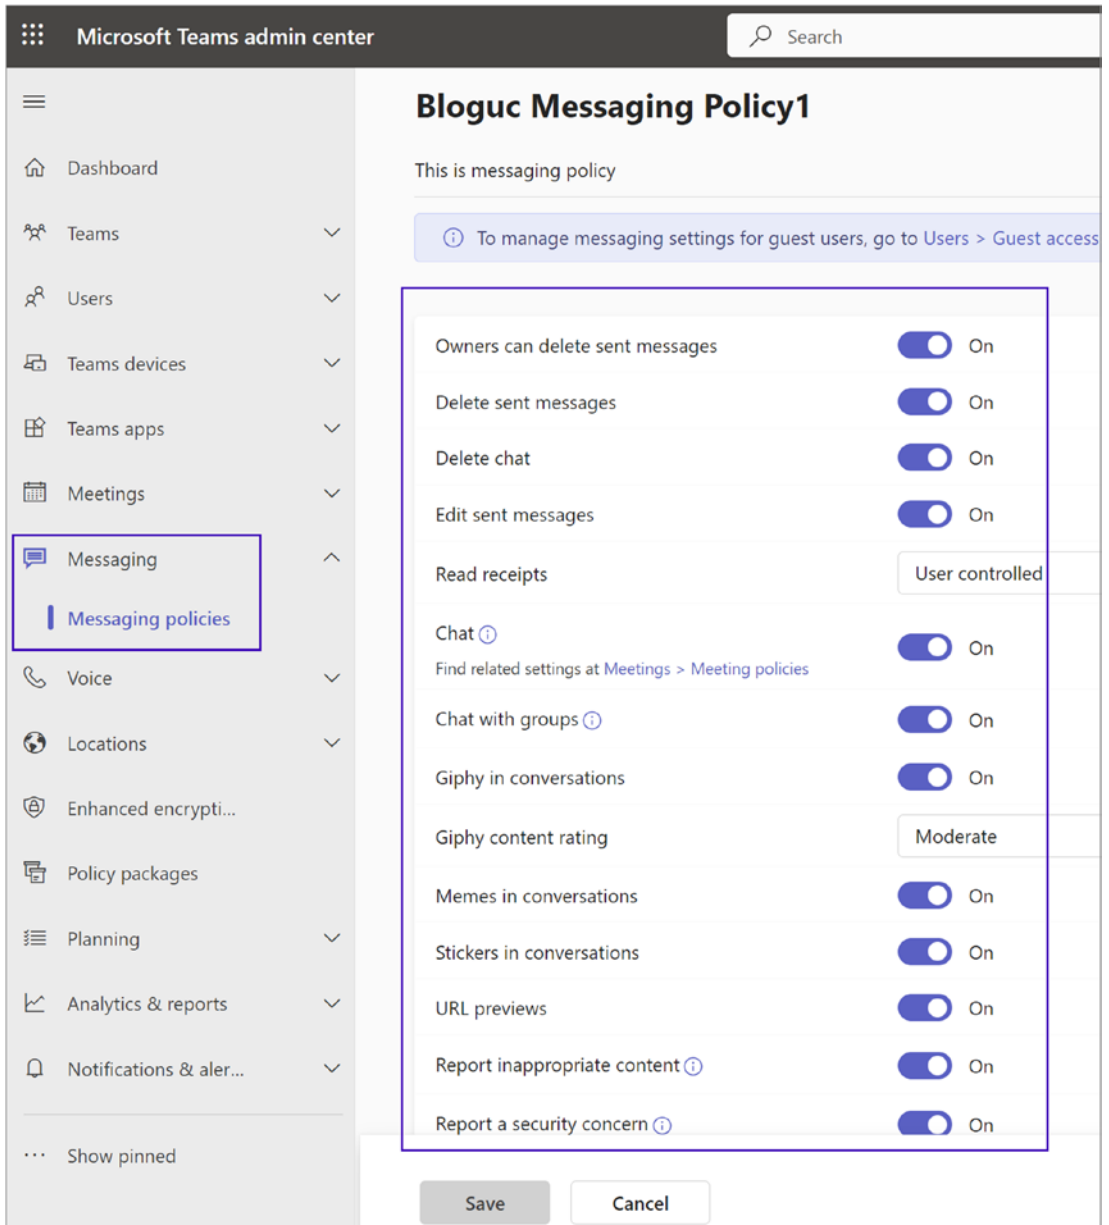 Microsoft Teams admin center
Search
Dashboard
Teams
Users
Teams devices
Teams apps
Meetings
Messaging
Messaging policies
Voice
Locations
Enhanced encrypti...
Policy packages
Planning
Analytics & reports
Notifications & aler...
Show pinned
Bloguc Messaging Policy1
This is messaging policy
To manage messaging settings for guest users, go to Users > Guest access
Owners can delete sent messages On
Delete sent messages On
Delete chat On
Edit sent messages On
Read receipts User controlled
Chat On
Find related settings at Meetings > Meeting policies
Chat with groups On
Giphy in conversations On
Giphy content rating Moderate
Memes in conversations On
Stickers in conversations On
URL previews On
Report inappropriate content On
Report a security concern On
Save Cancel